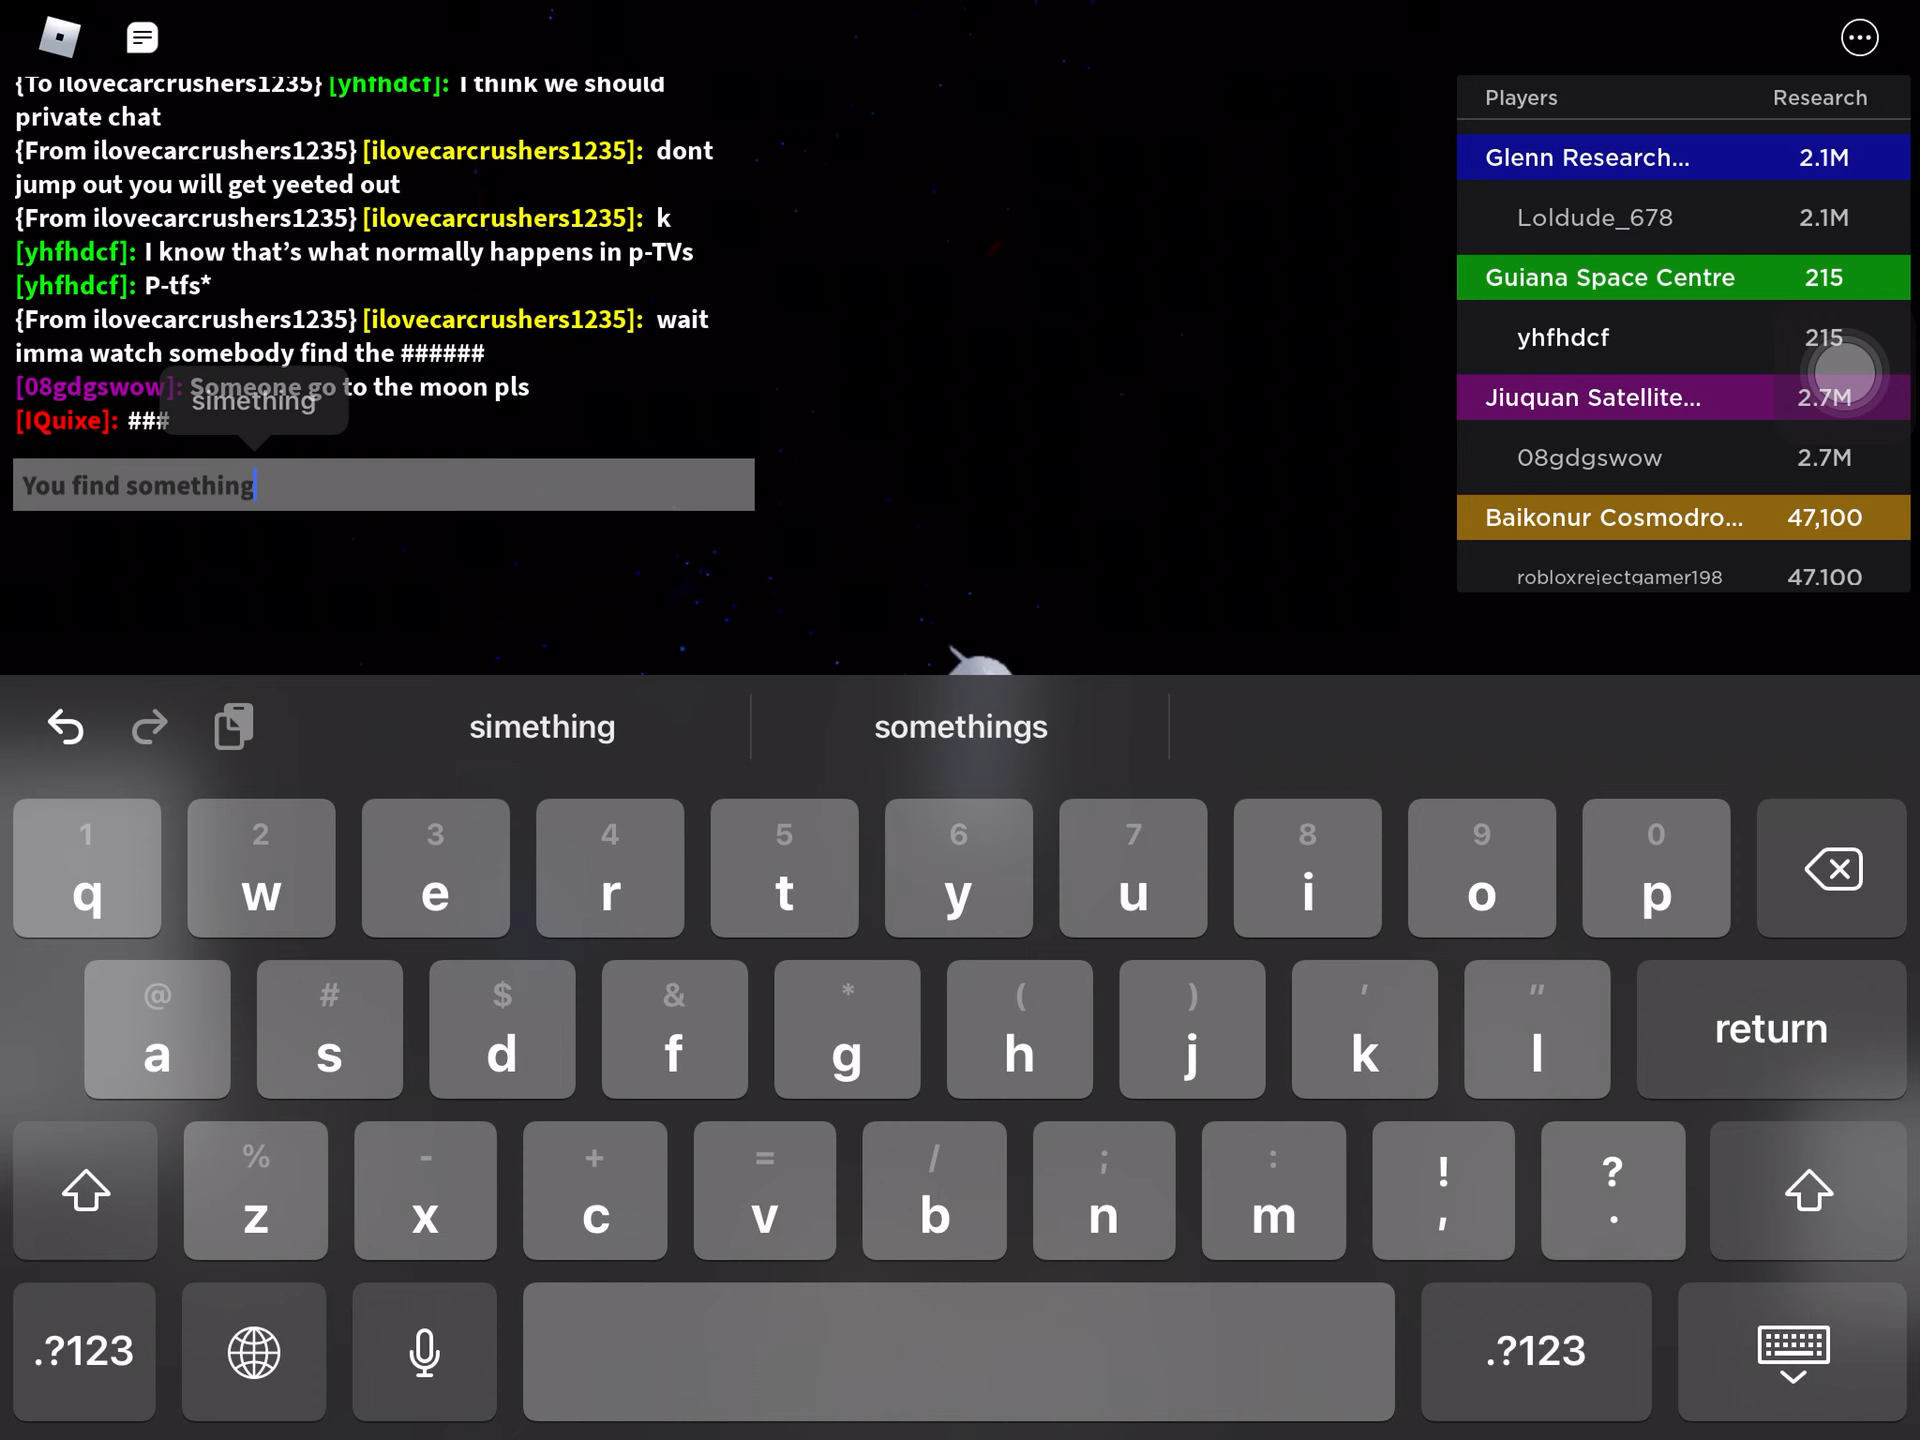 {To ilovecarcrushers1235} [yhfhdcf]: I think we should
private chat
{From ilovecarcrushers1235} [ilovecarcrushers1235]: dont
jump out you will get yeeted out
{From ilovecarcrushers1235} [ilovecarcrushers1235]: k
[yhfhdcf]: I know that’s what normally happens in p-TVs
[yhfhdcf]: P-tfs*
{From ilovecarcrushers1235} [ilovecarcrushers1235]: wait
imma watch somebody find the ######
[08gdgswow]: Someone go to the moon pls
simething
[IQuixe]: ###
You find something
Players Research
Glenn Research... 2.1M
Loldude_678 2.1M
Guiana Space Centre 215
yhfhdcf 215
Jiuquan Satellite... 2.7M
08gdgswow 2.7M
Baikonur Cosmodro... 47,100
robloxrejectgamer198 47,100
simething somethings
1 2 3 4 5 6 7 8 9 0
q w e r t y u i o p
@ # $ & * ( ) ' "
a s d f g h j k l return
% - + = / ; : ! ?
z x c v b n m , .
.?123 .?123